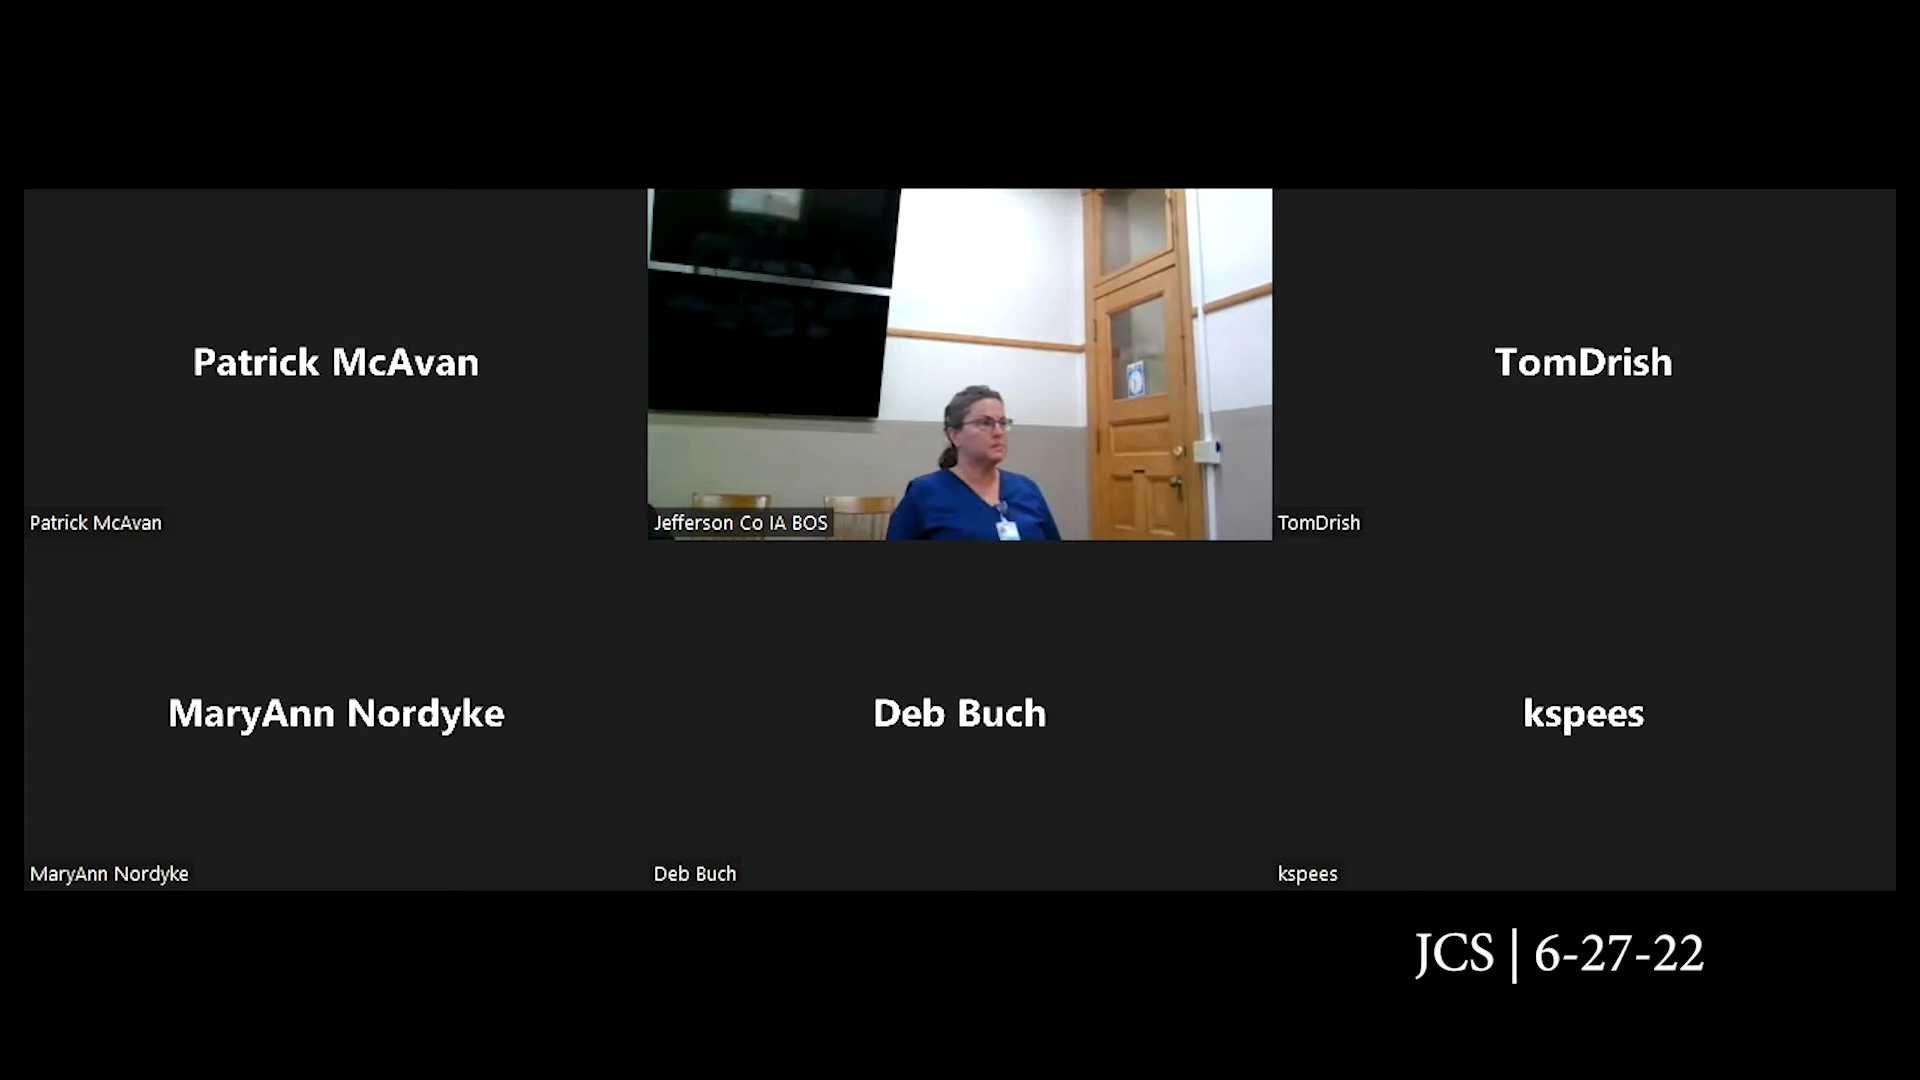 Patrick McAvan
TomDrish
Patrick McAvan
Jefferson Co IA BOS
TomDrish
MaryAnn Nordyke
Deb Buch
kspees
MaryAnn Nordyke
Deb Buch
kspees
JCS | 6-27-22